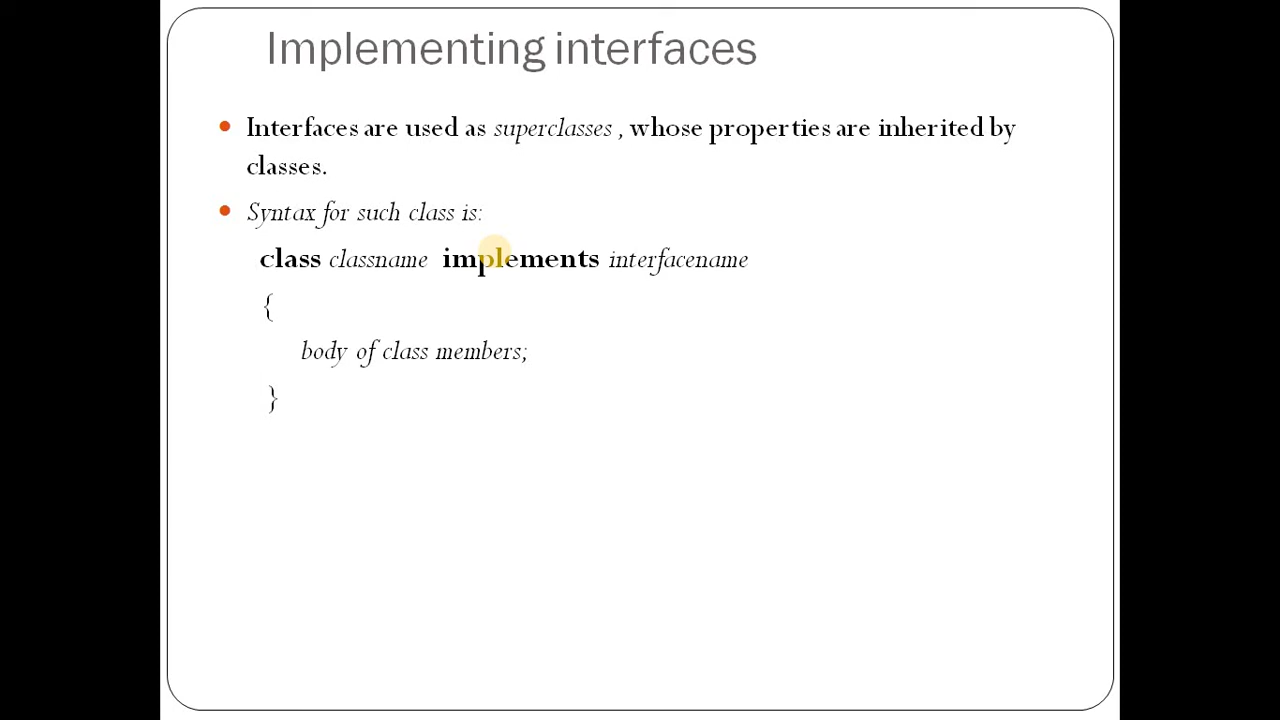 Implementing interfaces
Interfaces are used as superclasses , whose properties are inherited by
classes.
Syntax for such class is:
class classname implements interfacename
{
body of class members;
}